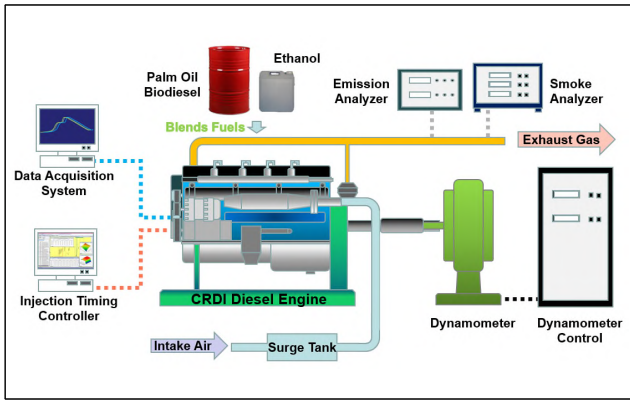 Palm Oil
Biodiesel
Ethanol
Blends Fuels
Emission
Analyzer
Smoke
Analyzer
Exhaust Gas
Data Acquisition
System
Injection Timing
Controller
CRDI Diesel Engine
Dynamometer
Dynamometer
Control
Intake Air
Surge Tank